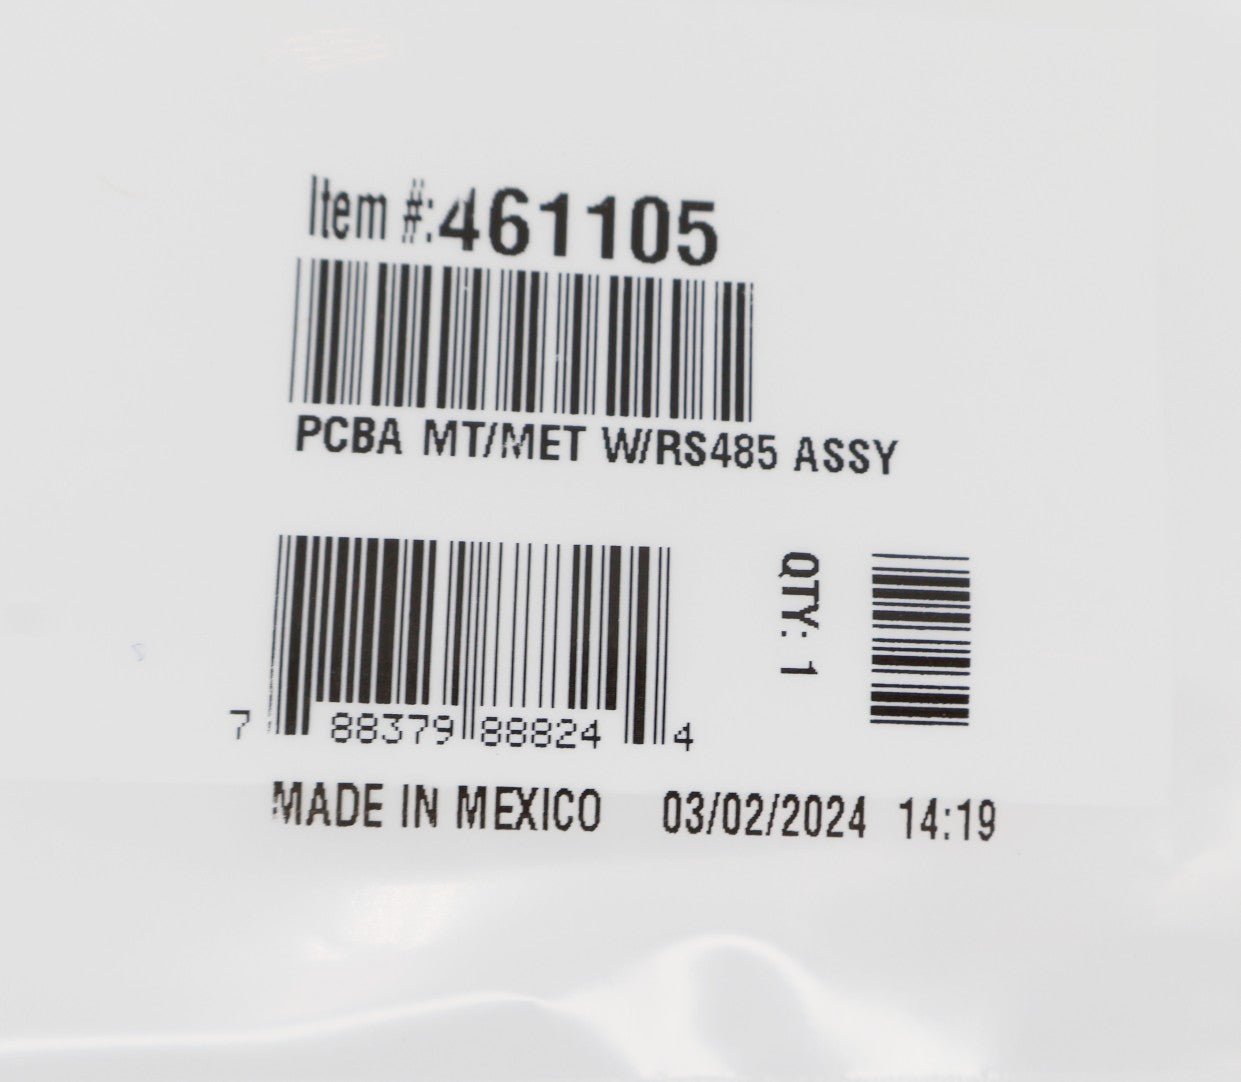 Item #:461105
PCBA MT/MET W/RS485 ASSY
QTY: 1
7 88379 88824 4
MADE IN MEXICO 03/02/2024 14:19